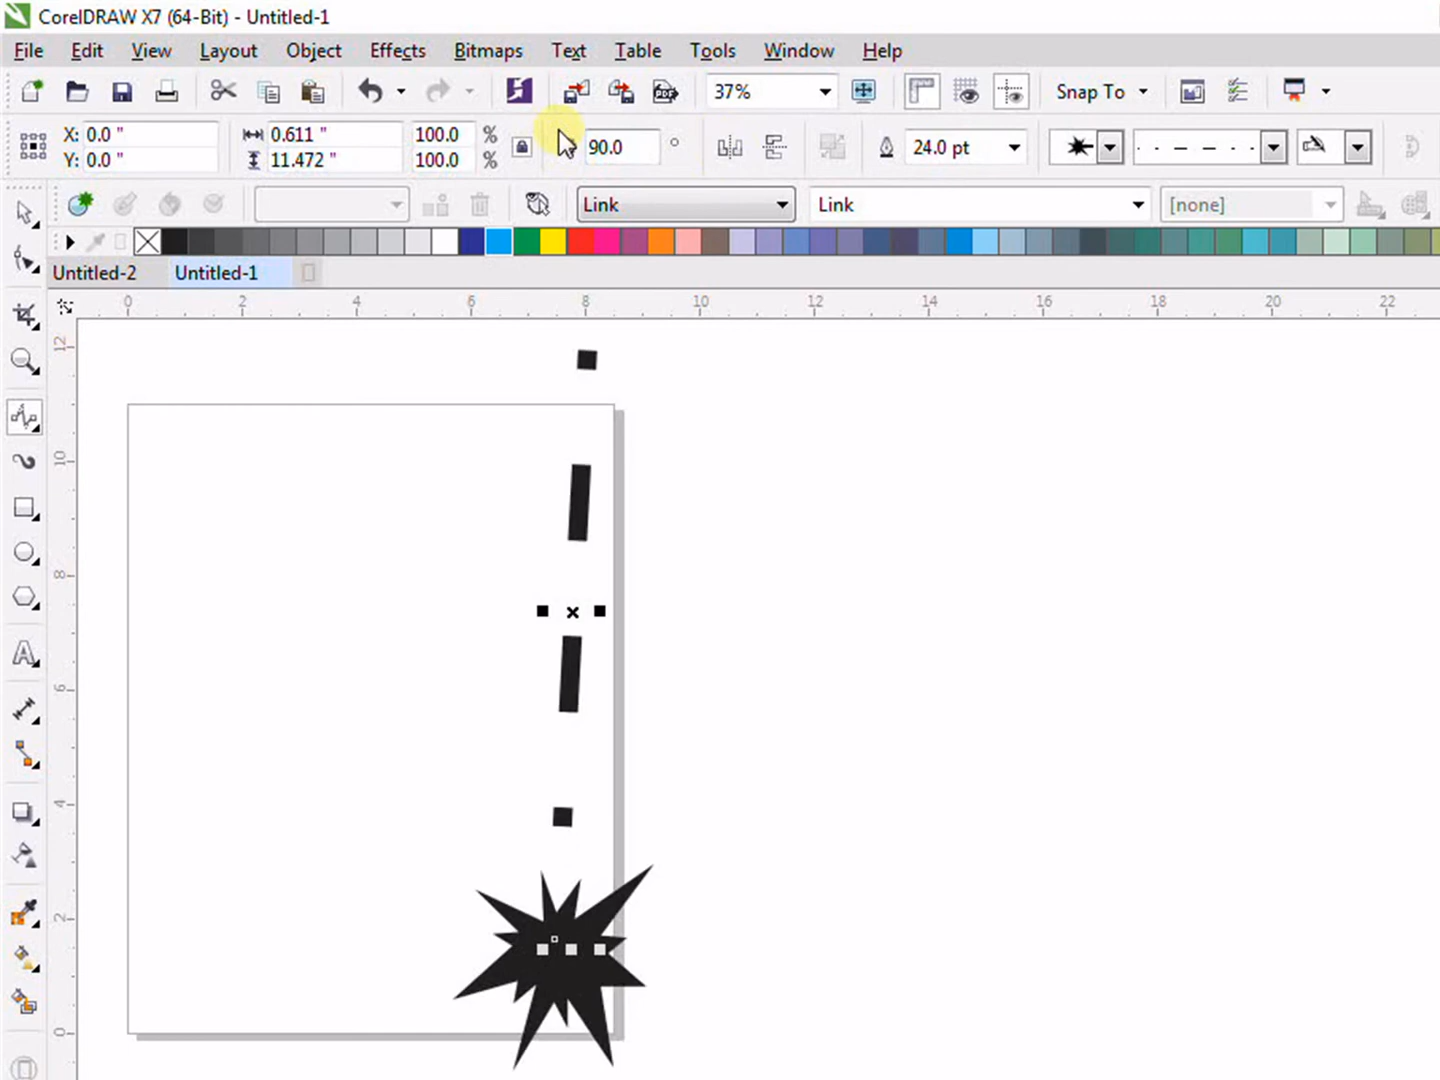 CorelDRAW X7 (64-Bit) - Untitled-1
File Edit View Layout Object Effects Bitmaps Text Table Tools Window Help
PDF 37% Snap To
X: 0.0 " 0.611 " 100.0 %
Y: 0.0 " 11.472 " 100.0 %
90.0 ° 24.0 pt
Link Link [none]
Untitled-2 Untitled-1
0 2 4 6 8 10 12 14 16 18 20 22
12
10
8
6
4
2
0